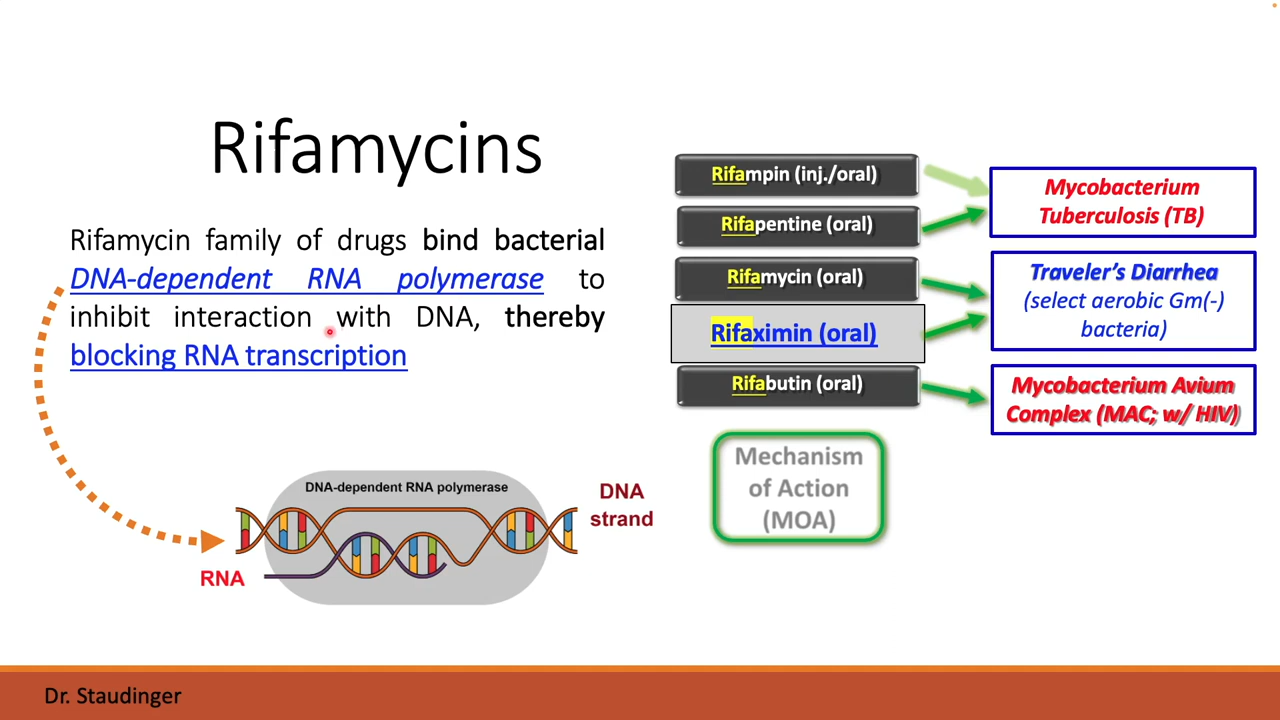 Rifamycins
Rifamycin family of drugs bind bacterial
DNA-dependent RNA polymerase to
inhibit interaction with DNA, thereby
blocking RNA transcription
Rifampin (inj./oral)
Rifapentine (oral)
Rifamycin (oral)
Rifaximin (oral)
Rifabutin (oral)
Mycobacterium
Tuberculosis (TB)
Traveler's Diarrhea
(select aerobic Gm(-)
bacteria)
Mycobacterium Avium
Complex (MAC; w/ HIV)
Mechanism
of Action
(MOA)
DNA-dependent RNA polymerase
DNA
strand
RNA
Dr. Staudinger